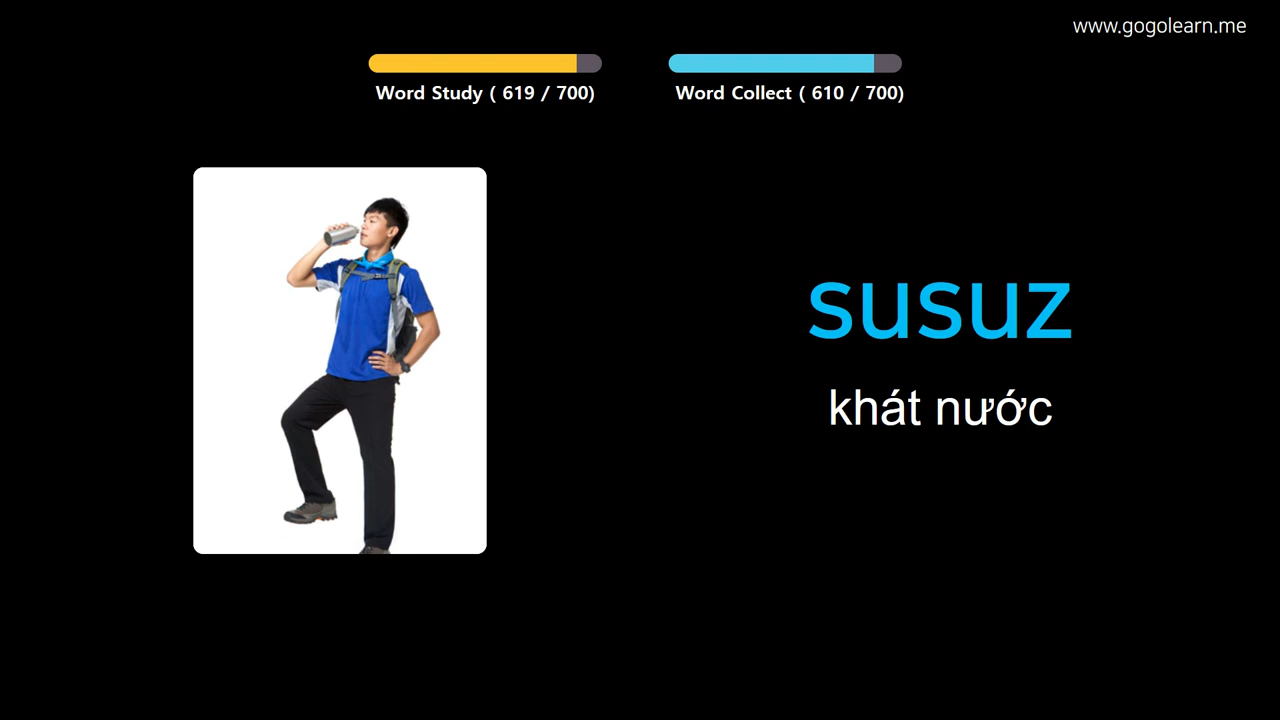 www.gogolearn.me
Word Study ( 619 / 700)
Word Collect ( 610 / 700)
susuz
khát nước